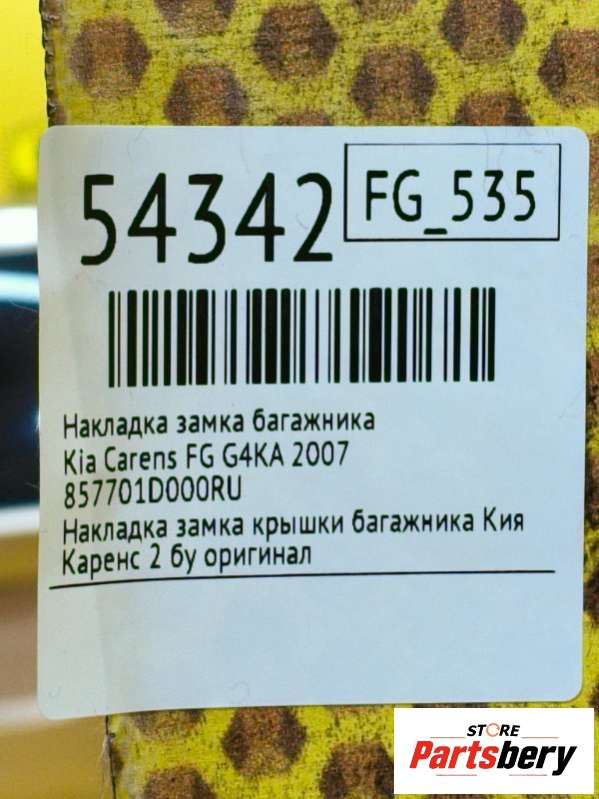 54342
FG_535
Накладка замка багажника
Kia Carens FG G4KA 2007
857701D000RU
Накладка замка крышки багажника Кия
Каренс 2 бу оригинал
STORE
Partsbery